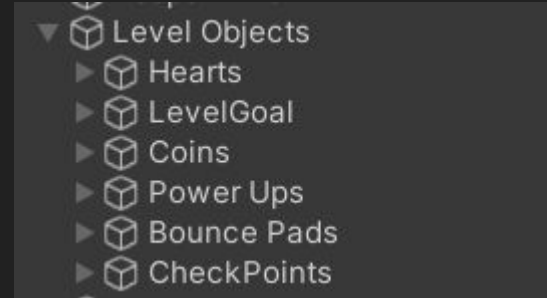 Level Objects
Hearts
LevelGoal
Coins
Power Ups
Bounce Pads
CheckPoints